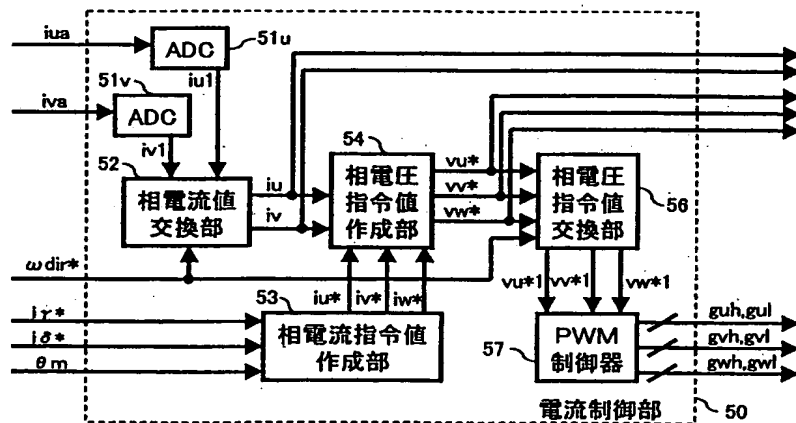 iua
ADC
51u
51v
iu1
iva
ADC
iv1
52
相電流値
交換部
iu
iv
54
相電圧
指令値
作成部
vu*
vv*
vw*
相電圧
指令値
交換部
56
ωdir*
iu*
iv*
iw*
vu*1
vv*1
vw*1
iγ*
iδ*
θm
53
相電流指令値
作成部
57
PWM
制御器
guh,gul
gvh,gvl
gwh,gwl
電流制御部
50